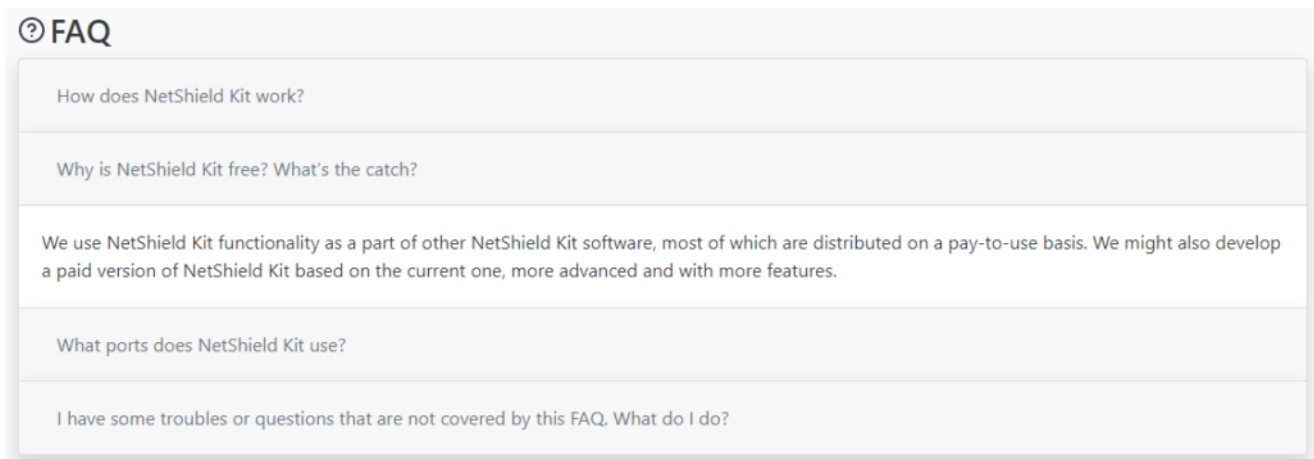 FAQ
How does NetShield Kit work?
Why is NetShield Kit free? What's the catch?
We use NetShield Kit functionality as a part of other NetShield Kit software, most of which are distributed on a pay-to-use basis. We might also develop
a paid version of NetShield Kit based on the current one, more advanced and with more features.
What ports does NetShield Kit use?
I have some troubles or questions that are not covered by this FAQ. What do I do?